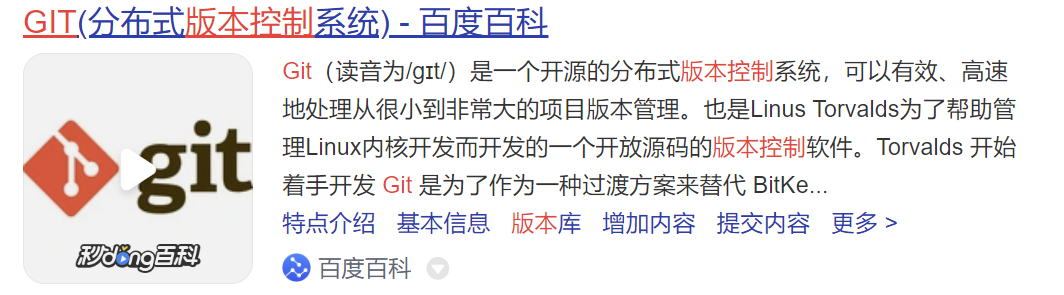 GIT(分布式版本控制系统) - 百度百科
git
秒dong百科
Git（读音为/gɪt/）是一个开源的分布式版本控制系统，可以有效、高速
地处理从很小到非常大的项目版本管理。也是Linus Torvalds为了帮助管
理Linux内核开发而开发的一个开放源码的版本控制软件。Torvalds 开始
着手开发 Git 是为了作为一种过渡方案来替代 BitKe...
特点介绍 基本信息 版本库 增加内容 提交内容 更多 >
百度百科